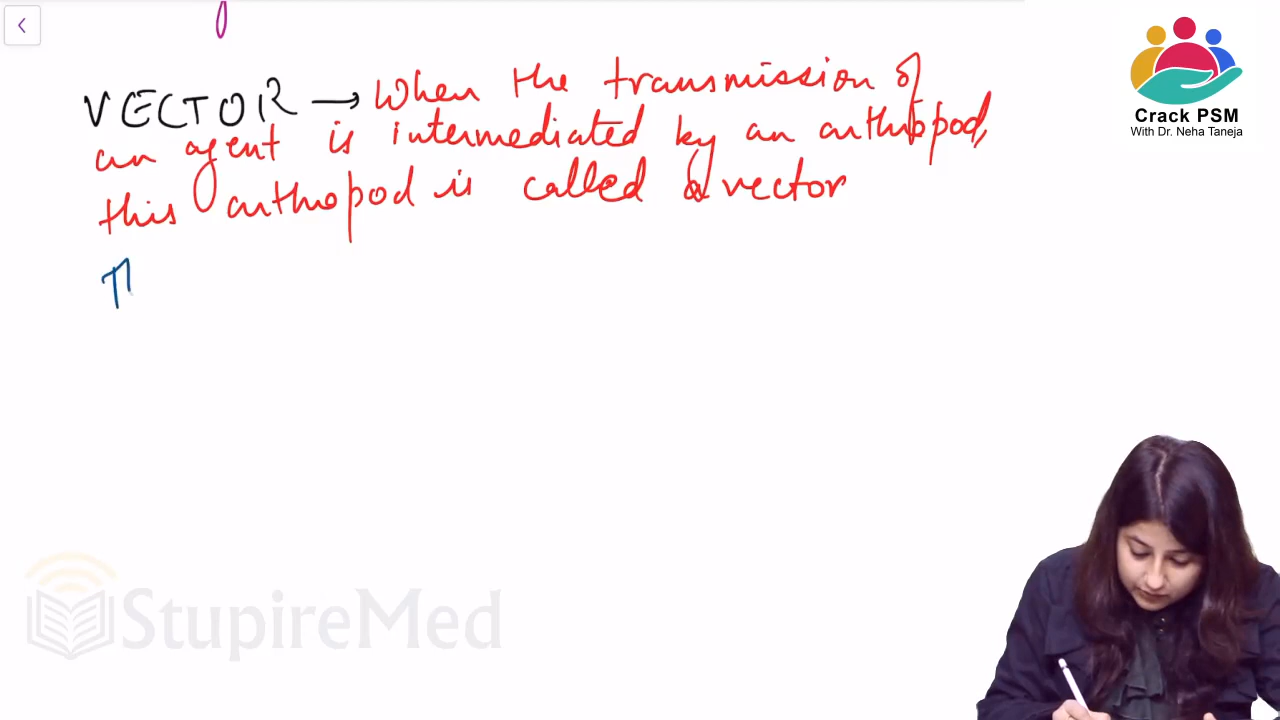 VECTOR → When the transmission of
an agent is intermediated by an arthropod,
this arthropod is called a vector
Crack PSM
With Dr. Neha Taneja
StupireMed